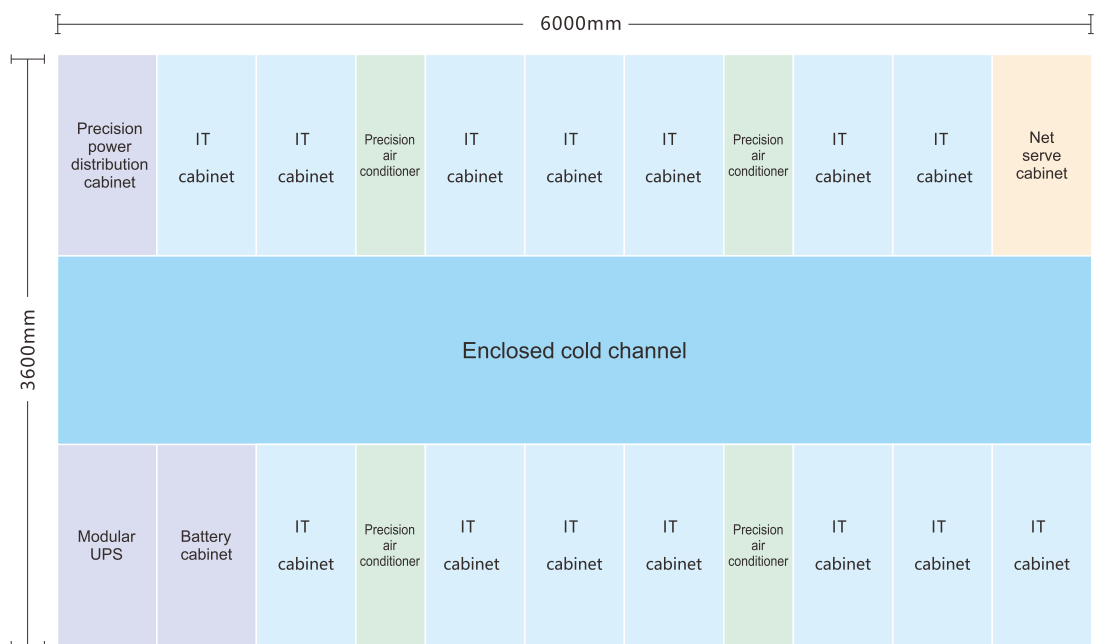 6000mm
3600mm
Precision
power
distribution
cabinet
IT
cabinet
IT
cabinet
Precision
air
conditioner
IT
cabinet
IT
cabinet
IT
cabinet
Precision
air
conditioner
IT
cabinet
IT
cabinet
Net
serve
cabinet
Enclosed cold channel
Modular
UPS
Battery
cabinet
IT
cabinet
Precision
air
conditioner
IT
cabinet
IT
cabinet
IT
cabinet
Precision
air
conditioner
IT
cabinet
IT
cabinet
IT
cabinet